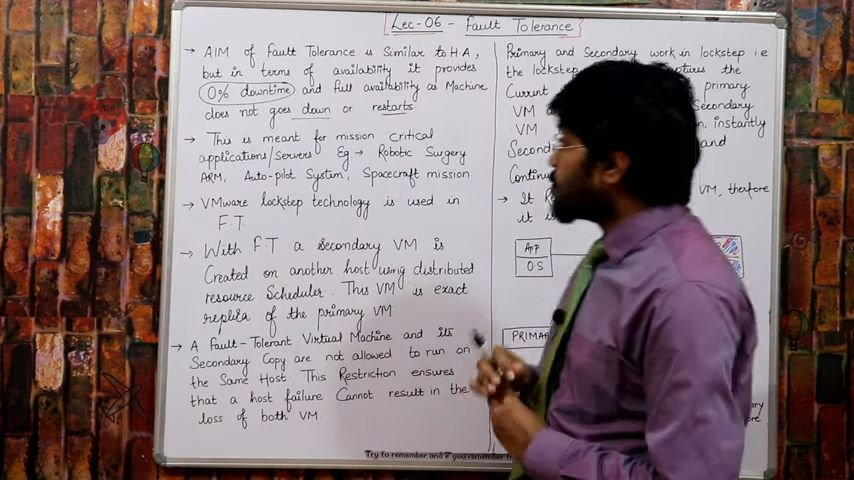 Lec-06 - Fault Tolerance
→ AIM of Fault Tolerance is Similar to H.A,
but in terms of availability it provides
0% downtime and Full availability as Machine
does not goes down or restarts
→ This is meant for mission critical
applications/Servers Eg → Robotic Surgery
ARM, Auto-pilot System, Spacecraft mission.
→ VMware lockstep technology is used in
F.T.
→ With F.T a secondary VM is
Created on another host using distributed
resource Scheduler. This VM is exact
replica of the primary VM.
→ A Fault-Tolerant Virtual Machine and its
Secondary Copy are not allowed to run on
the Same Host. This Restriction ensures
that a host failure Cannot result in the
loss of both VM.
Primary and Secondary work in lockstep i.e
the lockstep the
Current primary
VM Secondary
VM instantly
and
VM, therefore
→ It
it is
APP
O.S
Try to remember and if you remember